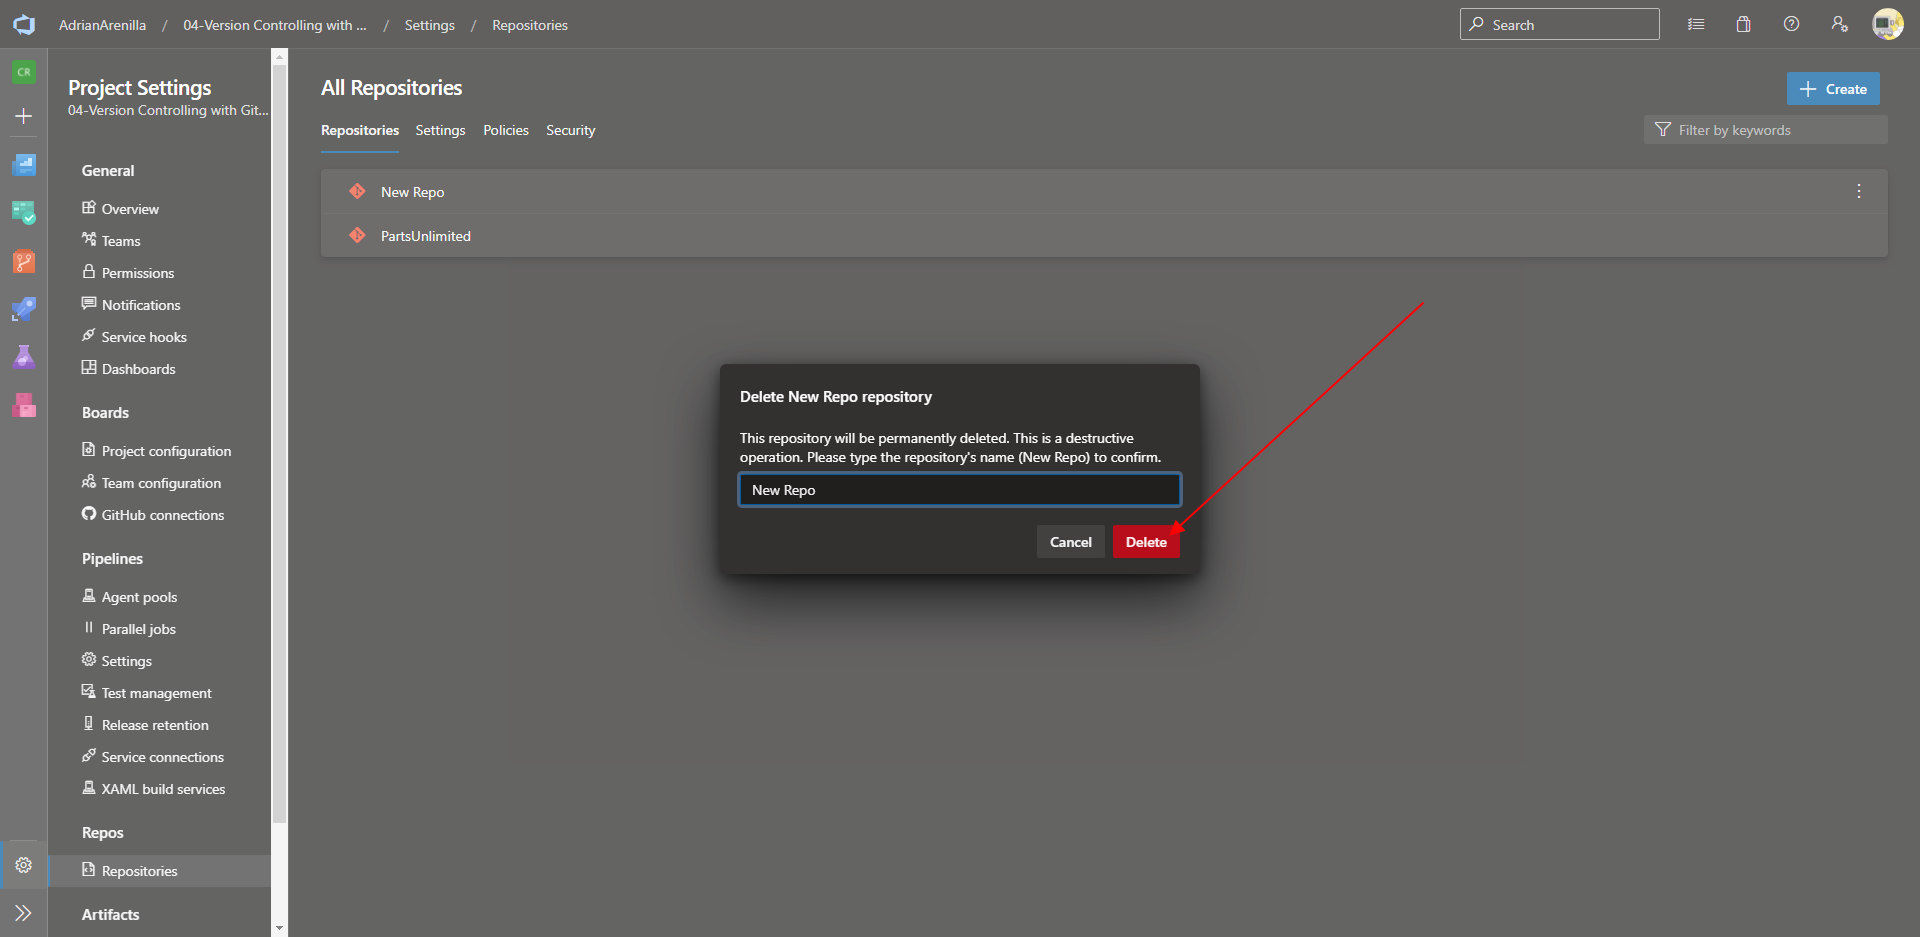 AdrianArenilla / 04-Version Controlling with ... / Settings / Repositories
Search
CR
Project Settings
04-Version Controlling with Git...
General
Overview
Teams
Permissions
Notifications
Service hooks
Dashboards
Boards
Project configuration
Team configuration
GitHub connections
Pipelines
Agent pools
Parallel jobs
Settings
Test management
Release retention
Service connections
XAML build services
Repos
Repositories
Artifacts
All Repositories
Create
Repositories Settings Policies Security
Filter by keywords
New Repo
PartsUnlimited
Delete New Repo repository
This repository will be permanently deleted. This is a destructive
operation. Please type the repository's name (New Repo) to confirm.
New Repo
Cancel Delete